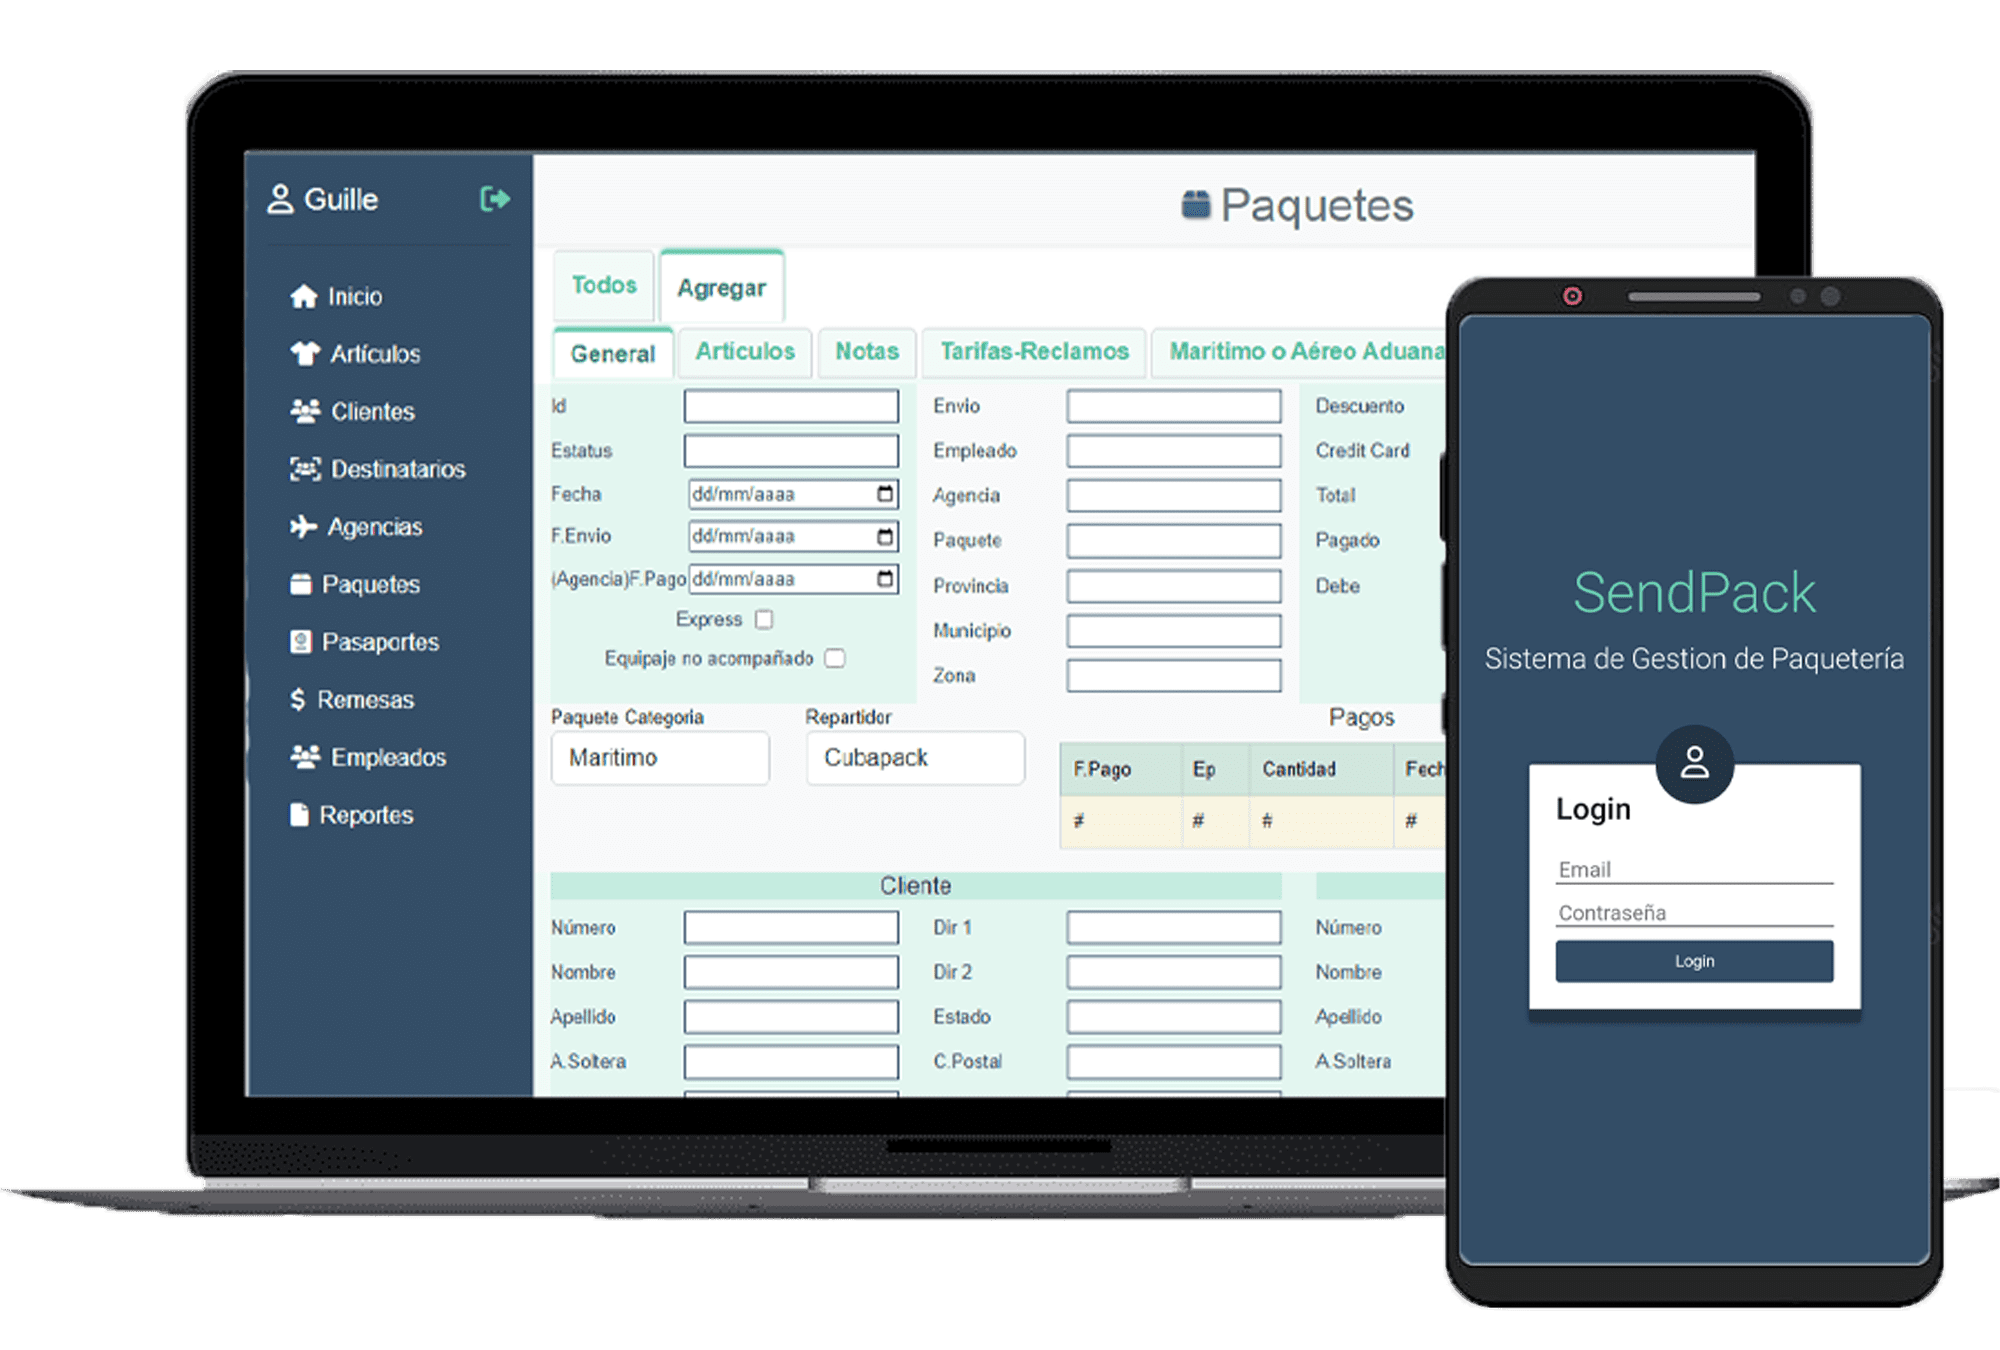 Guille
Inicio
Artículos
Clientes
Destinatarios
Agencias
Paquetes
Pasaportes
$ Remesas
Empleados
Reportes
Paquetes
Todos Agregar
General Artículos Notas Tarifas-Reclamos Marítimo o Aéreo Aduana
Id Envio Descuento
Estatus Empleado Credit Card
Fecha dd/mm/aaaa Agencia Total
F.Envio dd/mm/aaaa Paquete Pagado
(Agencia)F.Pago dd/mm/aaaa Provincia Debe
Express Municipio
Equipaje no acompañado Zona
Paquete Categoria Repartidor Pagos
Maritimo Cubapack
F.Pago Ep Cantidad Fech
# # # #
Cliente
Número Dir 1 Número
Nombre Dir 2 Nombre
Apellido Estado Apellido
A.Soltera C.Postal A.Soltera
SendPack
Sistema de Gestion de Paquetería
Login
Email
Contraseña
Login